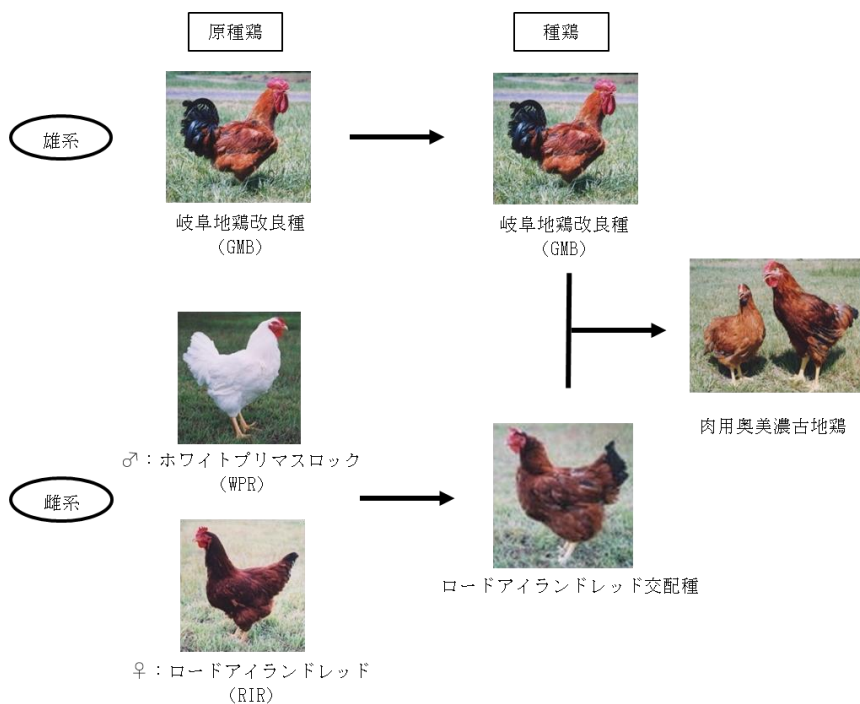 原種鶏
種鶏
雄系
岐阜地鶏改良種
(GMB)
岐阜地鶏改良種
(GMB)
肉用奥美濃古地鶏
♂：ホワイトプリマスロック
(WPR)
雌系
ロードアイランドレッド交配種
♀：ロードアイランドレッド
(RIR)